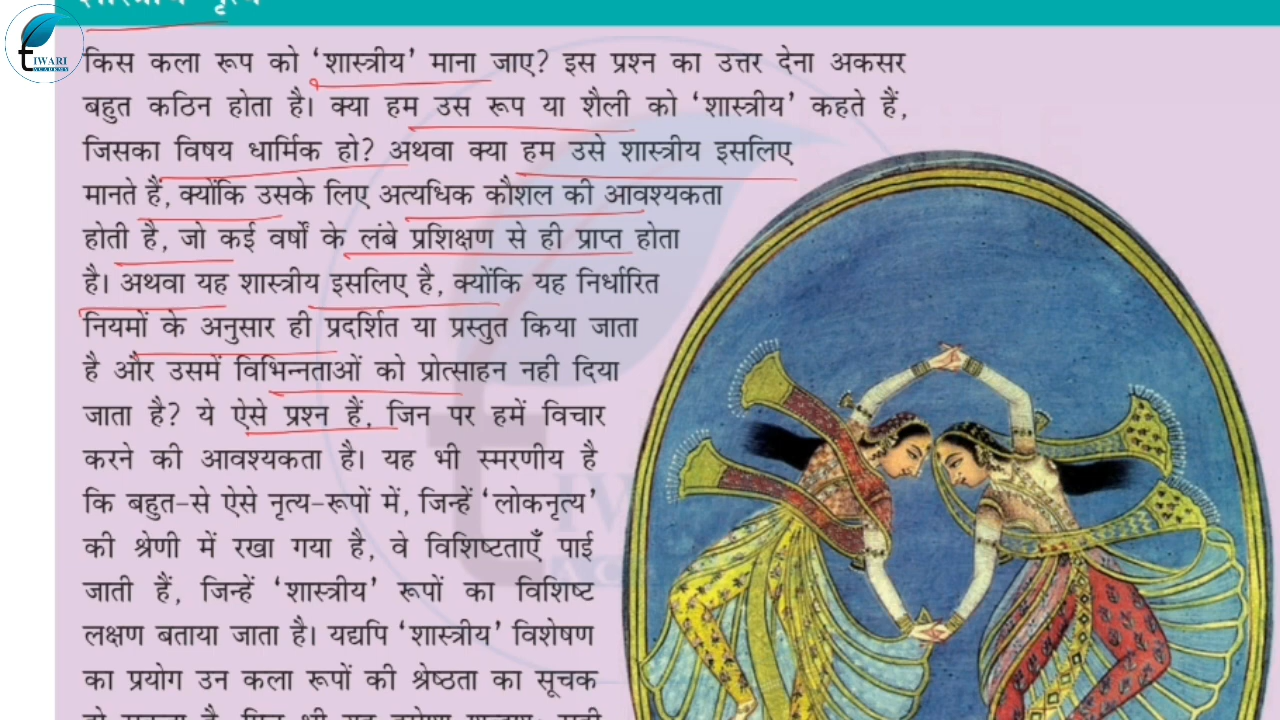 शास्त्रीय नृत्य
TIWARI
ACADEMY
किस कला रूप को ‘शास्त्रीय’ माना जाए? इस प्रश्न का उत्तर देना अकसर
बहुत कठिन होता है। क्या हम उस रूप या शैली को ‘शास्त्रीय’ कहते हैं,
जिसका विषय धार्मिक हो? अथवा क्या हम उसे शास्त्रीय इसलिए
मानते हैं, क्योंकि उसके लिए अत्यधिक कौशल की आवश्यकता
होती है, जो कई वर्षों के लंबे प्रशिक्षण से ही प्राप्त होता
है। अथवा यह शास्त्रीय इसलिए है, क्योंकि यह निर्धारित
नियमों के अनुसार ही प्रदर्शित या प्रस्तुत किया जाता
है और उसमें विभिन्नताओं को प्रोत्साहन नही दिया
जाता है? ये ऐसे प्रश्न हैं, जिन पर हमें विचार
करने की आवश्यकता है। यह भी स्मरणीय है
कि बहुत-से ऐसे नृत्य-रूपों में, जिन्हें ‘लोकनृत्य’
की श्रेणी में रखा गया है, वे विशिष्टताएँ पाई
जाती हैं, जिन्हें ‘शास्त्रीय’ रूपों का विशिष्ट
लक्षण बताया जाता है। यद्यपि ‘शास्त्रीय’ विशेषण
का प्रयोग उन कला रूपों की श्रेष्ठता का सूचक